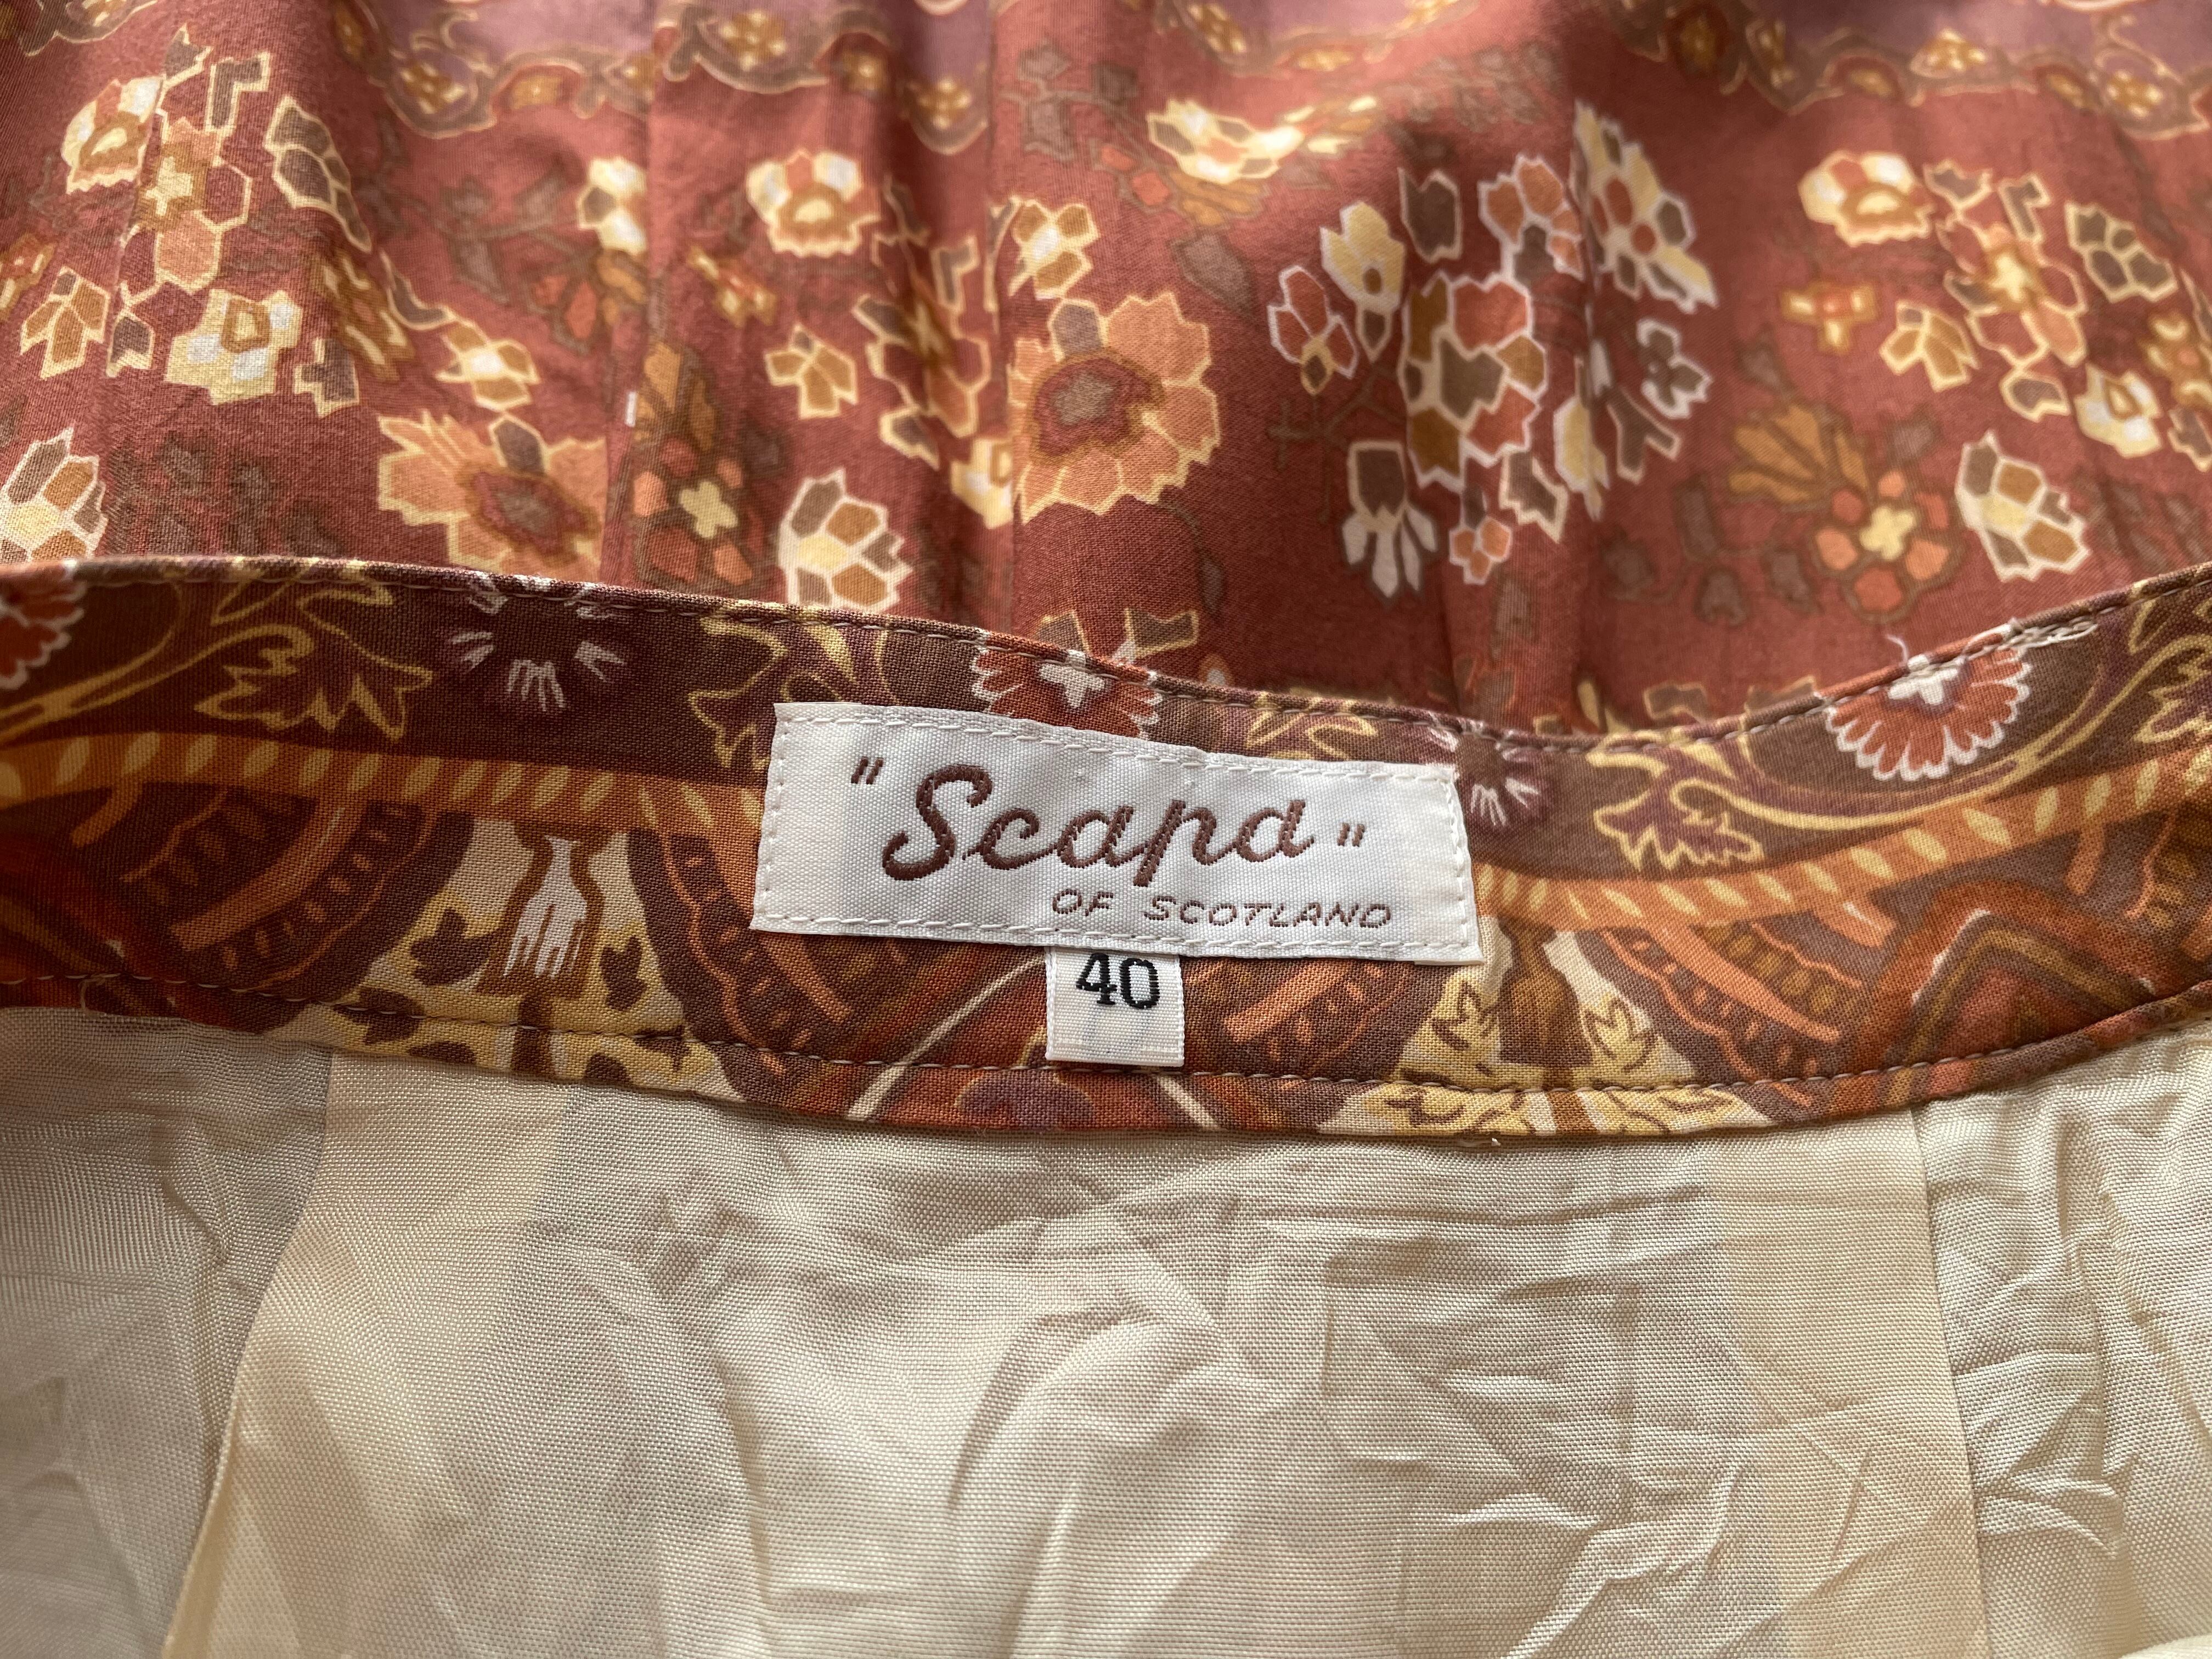 "Scapa"
OF SCOTLAND
40